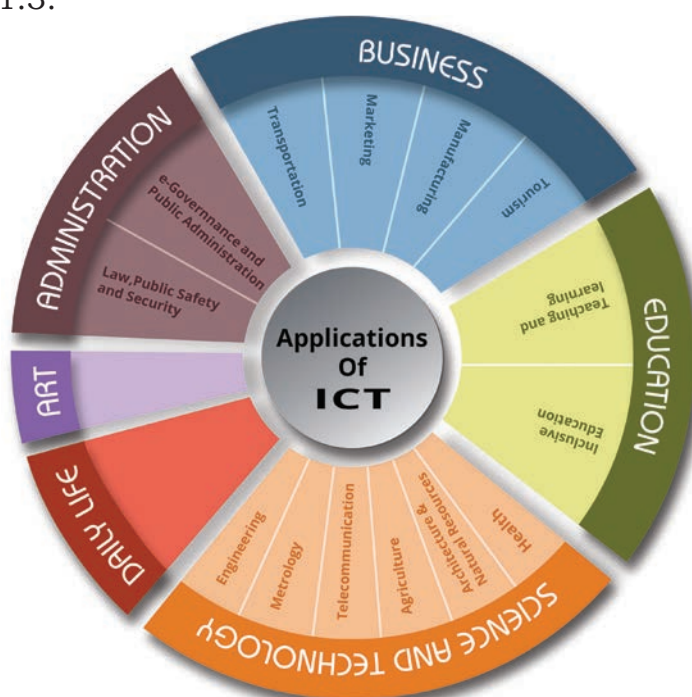 1.3.
BUSINESS
Transportation
Marketing
Manufacturing
Tourism
EDUCATION
Teaching and
learning
Inclusive
Education
SCIENCE AND TECHNOLOGY
Health
Architecture &
Natural Resources
Agriculture
Telecommunication
Metrology
Engineering
DAILY LIFE
ART
ADMINISTRATION
Law,Public Safety
and Security
e-Governnance and
Public Administration
Applications
Of
ICT